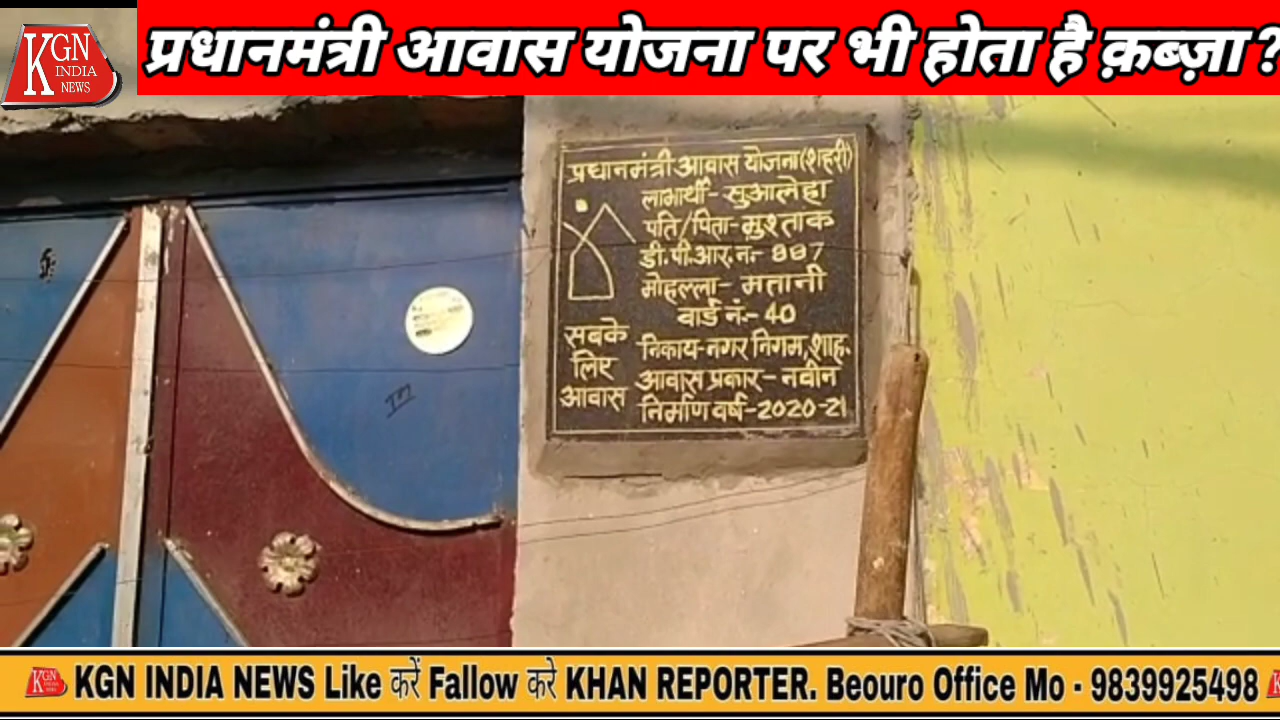 KGN
INDIA
NEWS
प्रधानमंत्री आवास योजना पर भी होता है क़ब्ज़ा?
प्रधानमंत्री आवास योजना(शहरी)
लाभार्थी- सुआलेहा
पति/पिता-मुश्ताक
डी.पी.आर.नं- 997
मोहल्ला- मतानी
वार्ड नं.- 40
निकाय-नगर निगम,शाह.
आवास प्रकार- नवीन
निर्माण वर्ष-2020-21
सबके
लिए
आवास
KGN INDIA NEWS Like करें Fallow करे KHAN REPORTER. Beouro Office Mo - 9839925498